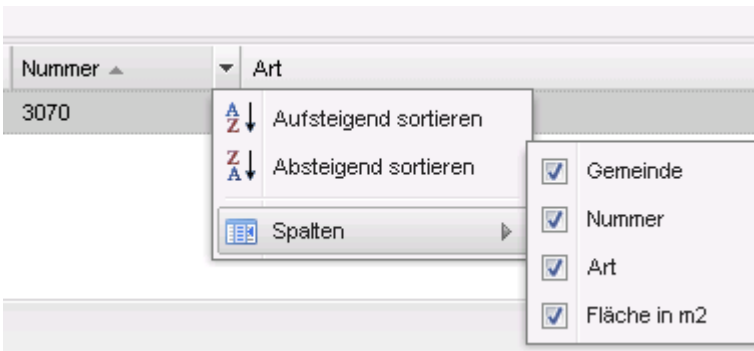 Nummer Art
3070
Aufsteigend sortieren
Absteigend sortieren
Spalten
Gemeinde
Nummer
Art
Fläche in m2